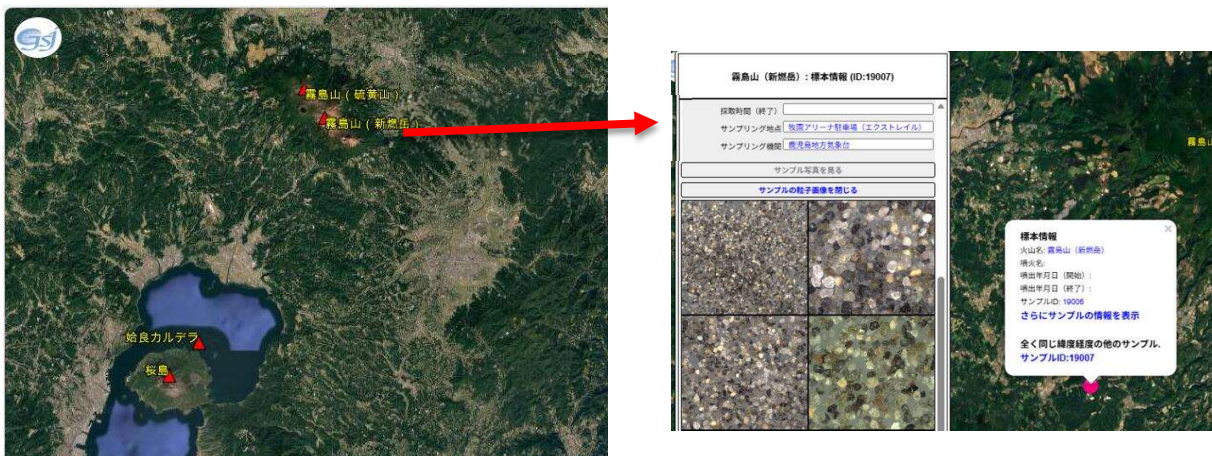 GSJ
霧島山(硫黄山)
霧島山(新燃岳)
姶良カルデラ
桜島
霧島山(新燃岳):標本情報 (ID:19007)
採取時間(終了)
サンプリング地点 牧園アリーナ駐車場(エクストレイル)
サンプリング機関 鹿児島地方気象台
サンプル写真を見る
サンプルの粒子画像を閉じる
霧島山
標本情報
火山名: 霧島山(新燃岳)
噴火名:
噴出年月日(開始):
噴出年月日(終了):
サンプルID: 19006
さらにサンプルの情報を表示
全く同じ緯度経度の他のサンプル.
サンプルID:19007